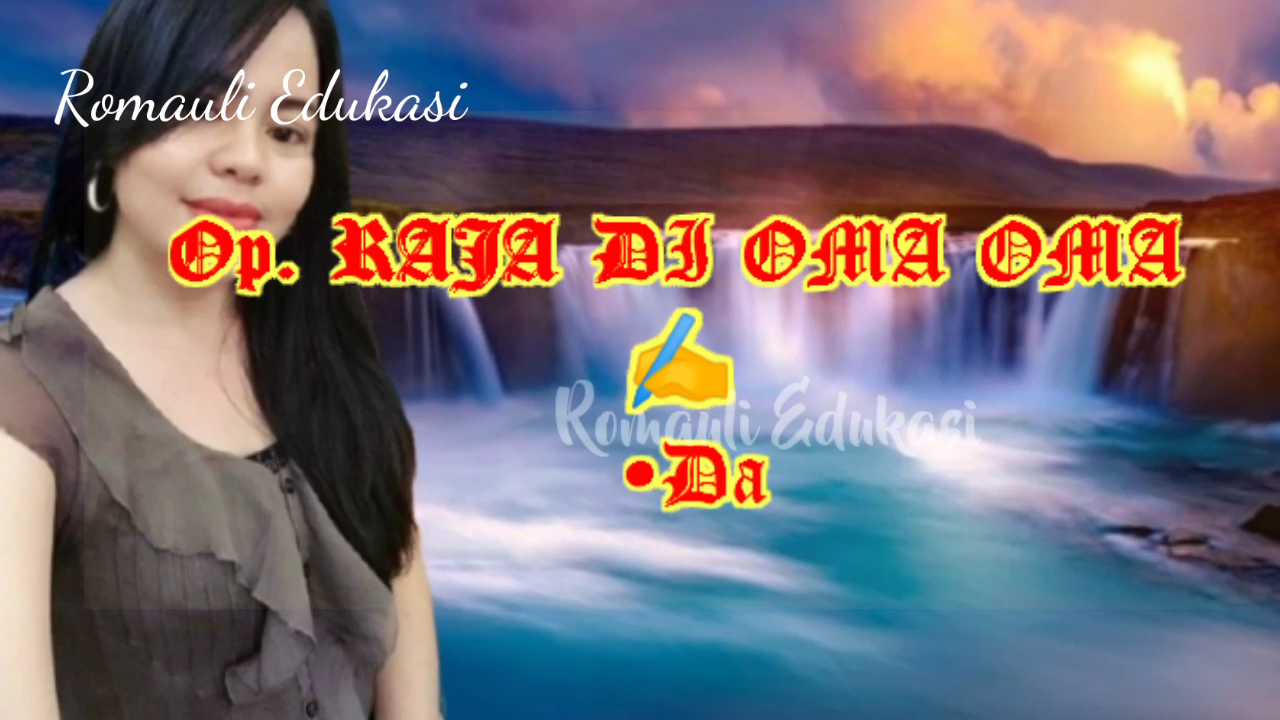 Romauli Edukasi
Op. RAJA DI OMA OMA
✍
Romauli Edukasi
•Da